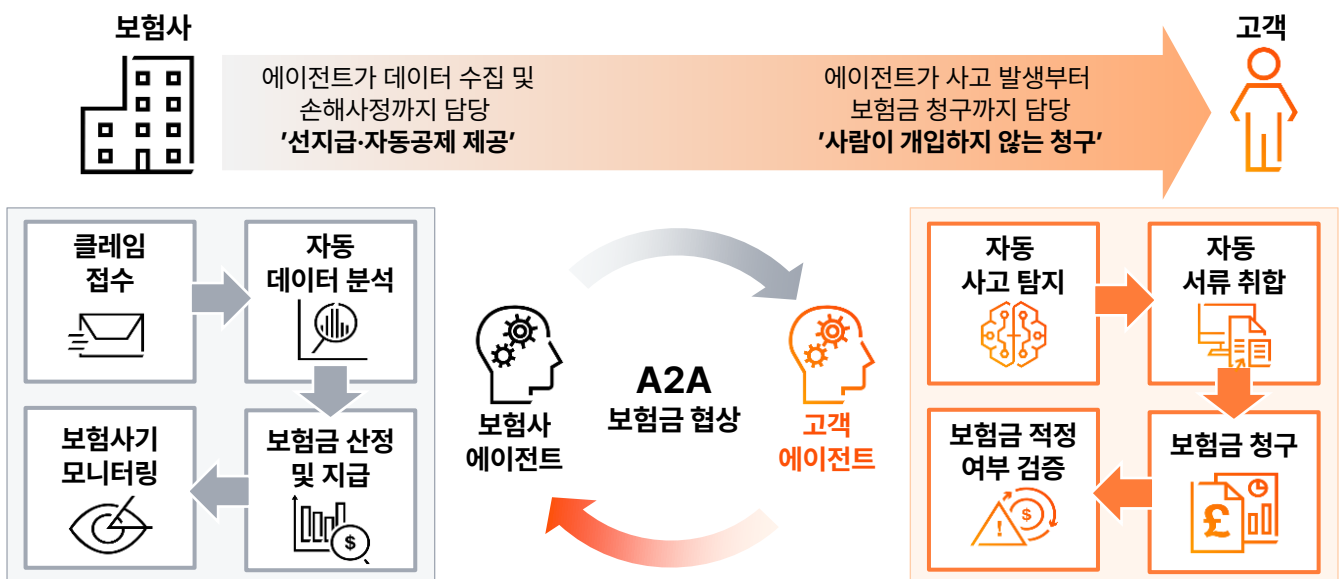 보험사
고객
에이전트가 데이터 수집 및
손해사정까지 담당
'선지급·자동공제 제공'
에이전트가 사고 발생부터
보험금 청구까지 담당
'사람이 개입하지 않는 청구'
클레임
접수
자동
데이터 분석
보험사기
모니터링
보험금 산정
및 지급
$
보험사
에이전트
A2A
보험금 협상
고객
에이전트
자동
사고 탐지
자동
서류 취합
보험금 적정
여부 검증
!
$
보험금 청구
£